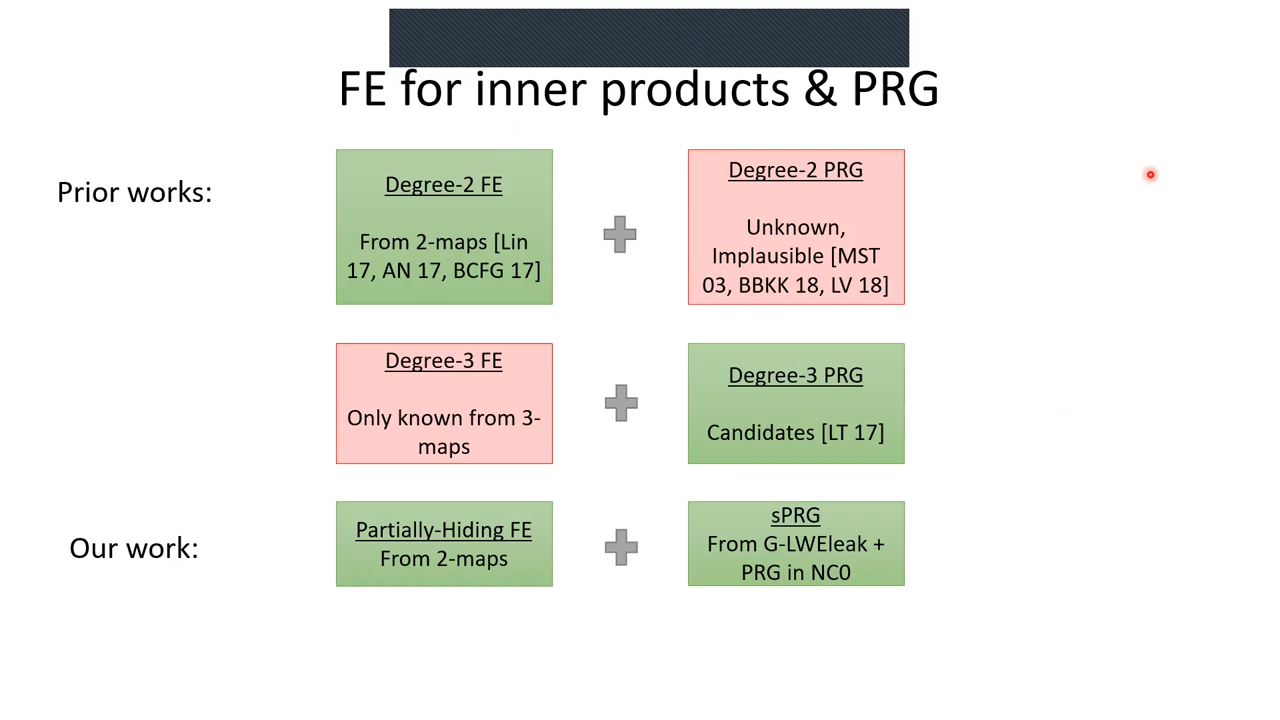 FE for inner products & PRG
Prior works:
Degree-2 FE
From 2-maps [Lin
17, AN 17, BCFG 17]
Degree-2 PRG
Unknown,
Implausible [MST
03, BBKK 18, LV 18]
Degree-3 FE
Only known from 3-
maps
Degree-3 PRG
Candidates [LT 17]
Our work:
Partially-Hiding FE
From 2-maps
sPRG
From G-LWEleak +
PRG in NC0